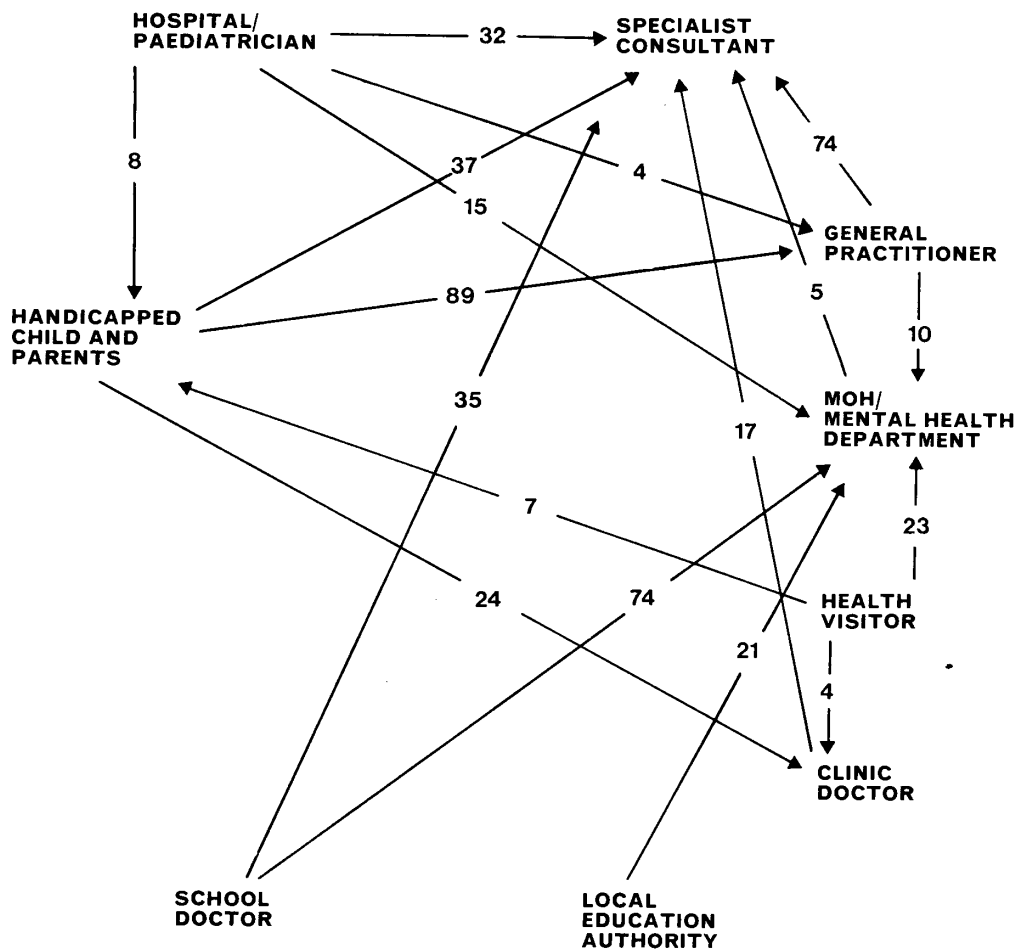 HOSPITAL/
PAEDIATRICIAN
32
SPECIALIST
CONSULTANT
8
37
4
74
15
GENERAL
PRACTITIONER
89
5
10
HANDICAPPED
CHILD AND
PARENTS
35
17
MOH/
MENTAL HEALTH
DEPARTMENT
7
23
24
74
HEALTH
VISITOR
21
4
CLINIC
DOCTOR
SCHOOL
DOCTOR
LOCAL
EDUCATION
AUTHORITY